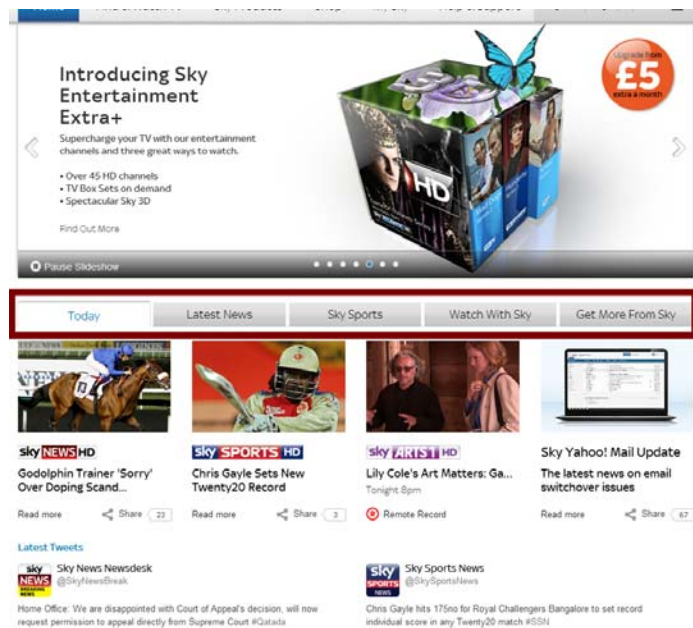 Introducing Sky
Entertainment
Extra+
Supercharge your TV with our entertainment
channels and three great ways to watch.
• Over 45 HD channels
• TV Box Sets on demand
• Spectacular Sky 3D
Find Out More
Upgrade from
£5
extra a month
HD
Pause Slideshow
Today
Latest News
Sky Sports
Watch With Sky
Get More From Sky
sky NEWS HD
sky SPORTS HD
sky ARTS 1 HD
Sky Yahoo! Mail Update
Godolphin Trainer 'Sorry'
Over Doping Scand...
Chris Gayle Sets New
Twenty20 Record
Lily Cole's Art Matters: Ga...
Tonight 8pm
The latest news on email
switchover issues
Read more Share 23
Read more Share 3
Remote Record
Read more Share 67
Latest Tweets
sky NEWS BREAKING NEWS
Sky News Newsdesk
@SkyNewsBreak
sky SPORTS NEWS
Sky Sports News
@SkySportsNews
Home Office: We are disappointed with Court of Appeal's decision, will now
request permission to appeal directly from Supreme Court #Qatada
Chris Gayle hits 175no for Royal Challengers Bangalore to set record
individual score in any Twenty20 match #SSN